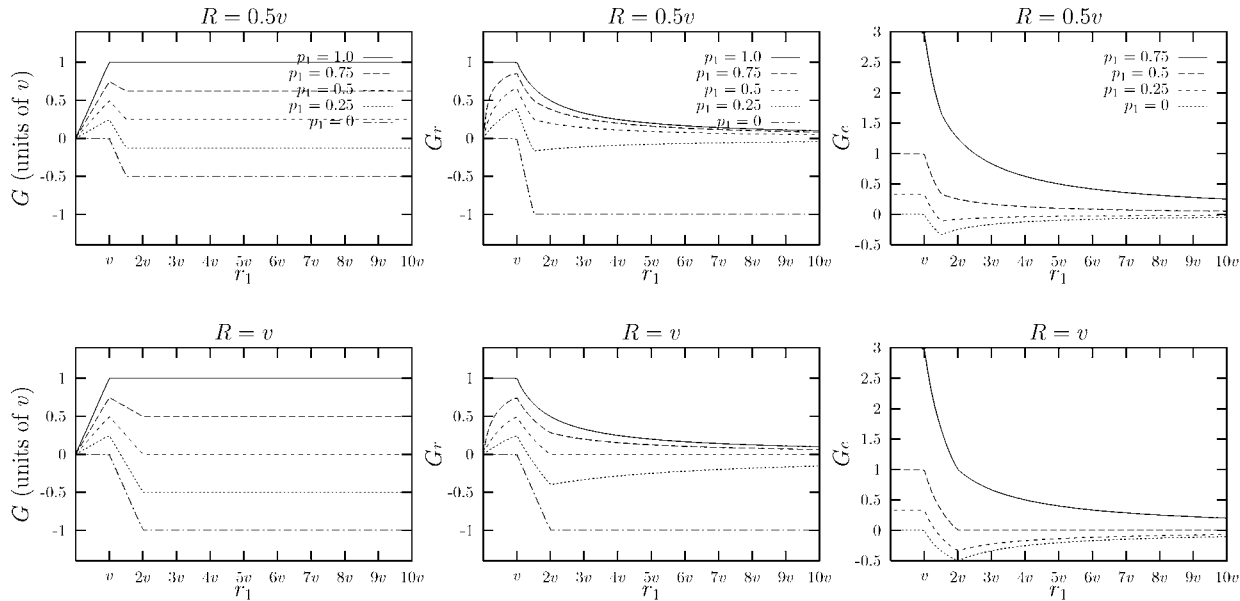 R = 0.5v
G (units of v)
1
0.5
0
-0.5
-1
p₁ = 1.0
p₁ = 0.75
p₁ = 0.5
p₁ = 0.25
p₁ = 0
v 2v 3v 4v 5v 6v 7v 8v 9v 10v
r₁
R = 0.5v
Gr
1
0.5
0
-0.5
-1
p₁ = 1.0
p₁ = 0.75
p₁ = 0.5
p₁ = 0.25
p₁ = 0
v 2v 3v 4v 5v 6v 7v 8v 9v 10v
r₁
R = 0.5v
Gc
3
2.5
2
1.5
1
0.5
0
-0.5
p₁ = 0.75
p₁ = 0.5
p₁ = 0.25
p₁ = 0
v 2v 3v 4v 5v 6v 7v 8v 9v 10v
r₁
R = v
G (units of v)
1
0.5
0
-0.5
-1
v 2v 3v 4v 5v 6v 7v 8v 9v 10v
r₁
R = v
Gr
1
0.5
0
-0.5
-1
v 2v 3v 4v 5v 6v 7v 8v 9v 10v
r₁
R = v
Gc
3
2.5
2
1.5
1
0.5
0
-0.5
v 2v 3v 4v 5v 6v 7v 8v 9v 10v
r₁